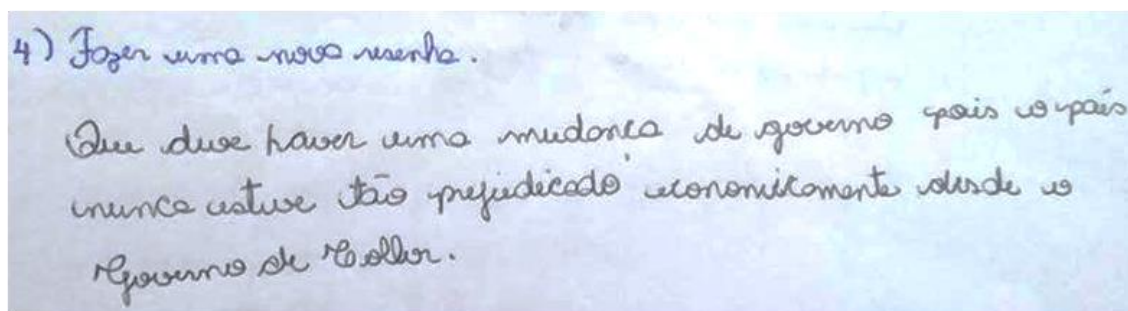 4) Fazer uma nova resenha.
Que deve haver uma mudança de governo pois o país
nunca esteve tão prejudicado economicamente desde o
Governo de Collor.